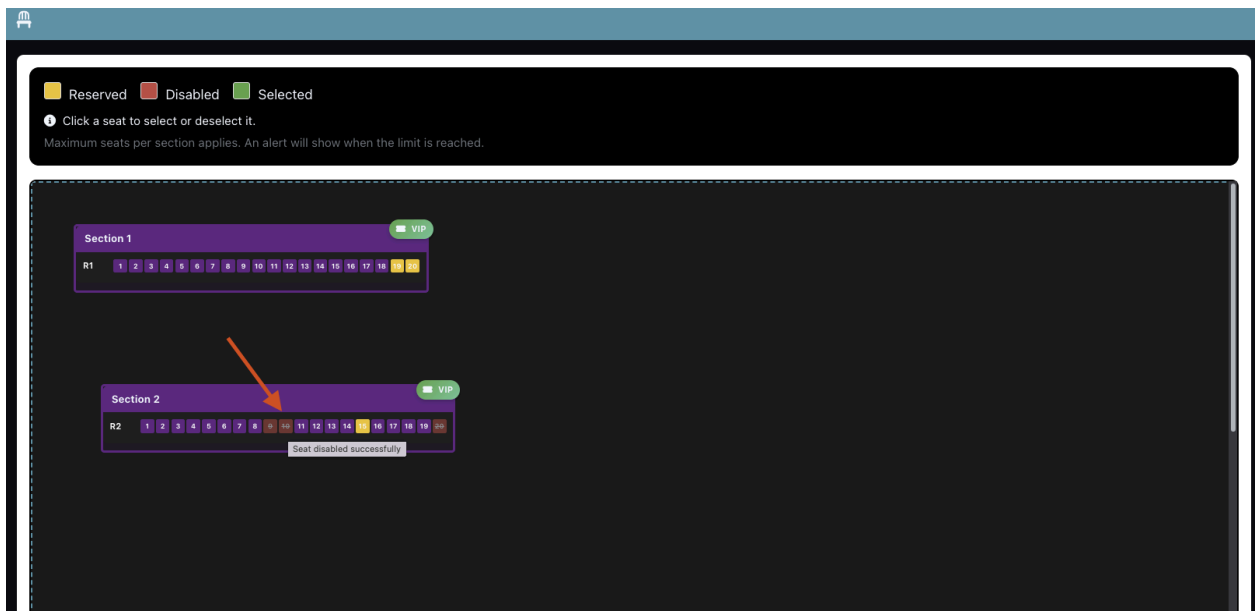 Reserved Disabled Selected
Click a seat to select or deselect it.
Maximum seats per section applies. An alert will show when the limit is reached.
VIP
Section 1
R1 1 2 3 4 5 6 7 8 9 10 11 12 13 14 15 16 17 18 19 20
VIP
Section 2
R2 1 2 3 4 5 6 7 8 9 10 11 12 13 14 15 16 17 18 19 20
Seat disabled successfully